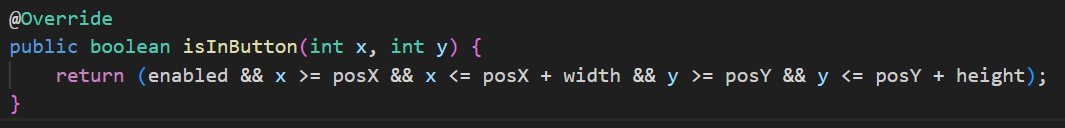 @Override
public boolean isInButton(int x, int y) {
    return (enabled && x >= posX && x <= posX + width && y >= posY && y <= posY + height);
}